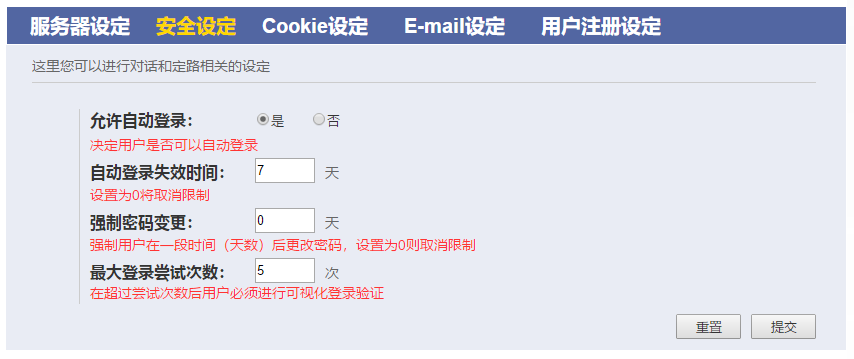 服务器设定 安全设定 Cookie设定 E-mail设定 用户注册设定
这里您可以进行对话和定路相关的设定
允许自动登录： 是 否
决定用户是否可以自动登录
自动登录失效时间： 7 天
设置为0将取消限制
强制密码变更： 0 天
强制用户在一段时间（天数）后更改密码，设置为0则取消限制
最大登录尝试次数： 5 次
在超过尝试次数后用户必须进行可视化登录验证
重置 提交